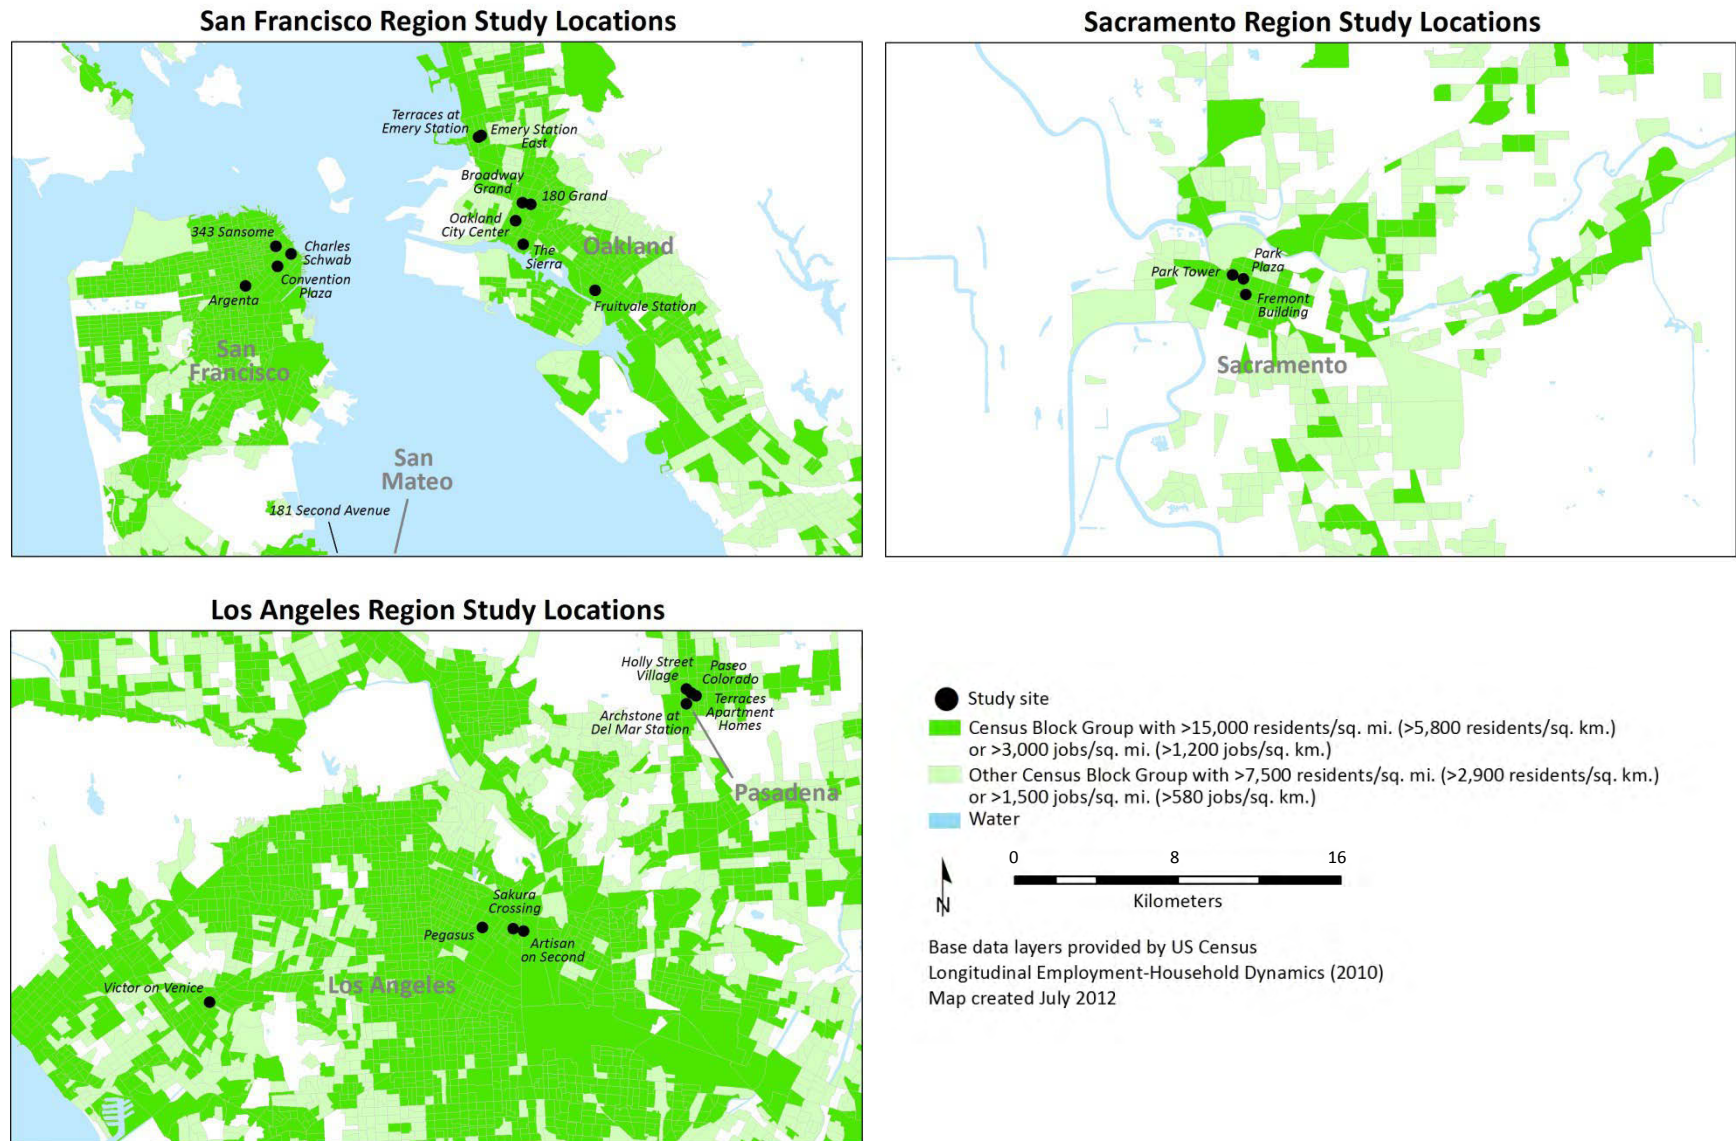 San Francisco Region Study Locations
Terraces at
Emery Station
Emery Station
East
Broadway
Grand
180 Grand
Oakland
City Center
The
Sierra
Oakland
Fruitvale Station
343 Sansome
Charles
Schwab
Convention
Plaza
Argenta
San
Francisco
San
Mateo
181 Second Avenue
Sacramento Region Study Locations
Park Tower
Park
Plaza
Fremont
Building
Sacramento
Los Angeles Region Study Locations
Holly Street
Village
Paseo
Colorado
Terraces
Apartment
Homes
Archstone at
Del Mar Station
Pasadena
Sakura
Crossing
Pegasus
Artisan
on Second
Los Angeles
Victor on Venice
Study site
Census Block Group with >15,000 residents/sq. mi. (>5,800 residents/sq. km.)
or >3,000 jobs/sq. mi. (>1,200 jobs/sq. km.)
Other Census Block Group with >7,500 residents/sq. mi. (>2,900 residents/sq. km.)
or >1,500 jobs/sq. mi. (>580 jobs/sq. km.)
Water
N
0 8 16
Kilometers
Base data layers provided by US Census
Longitudinal Employment-Household Dynamics (2010)
Map created July 2012